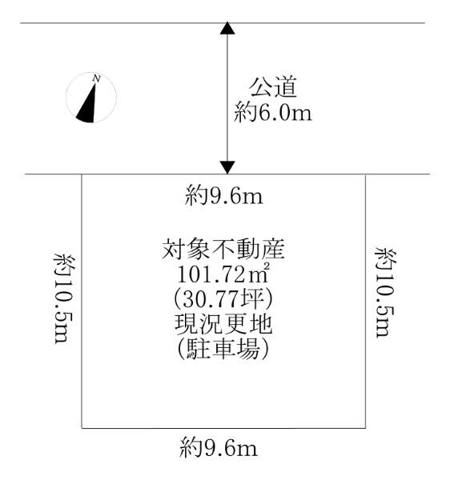 N
公道
約6.0m
約9.6m
対象不動産
101.72㎡
(30.77坪)
現況更地
(駐車場)
約10.5m
約10.5m
約9.6m